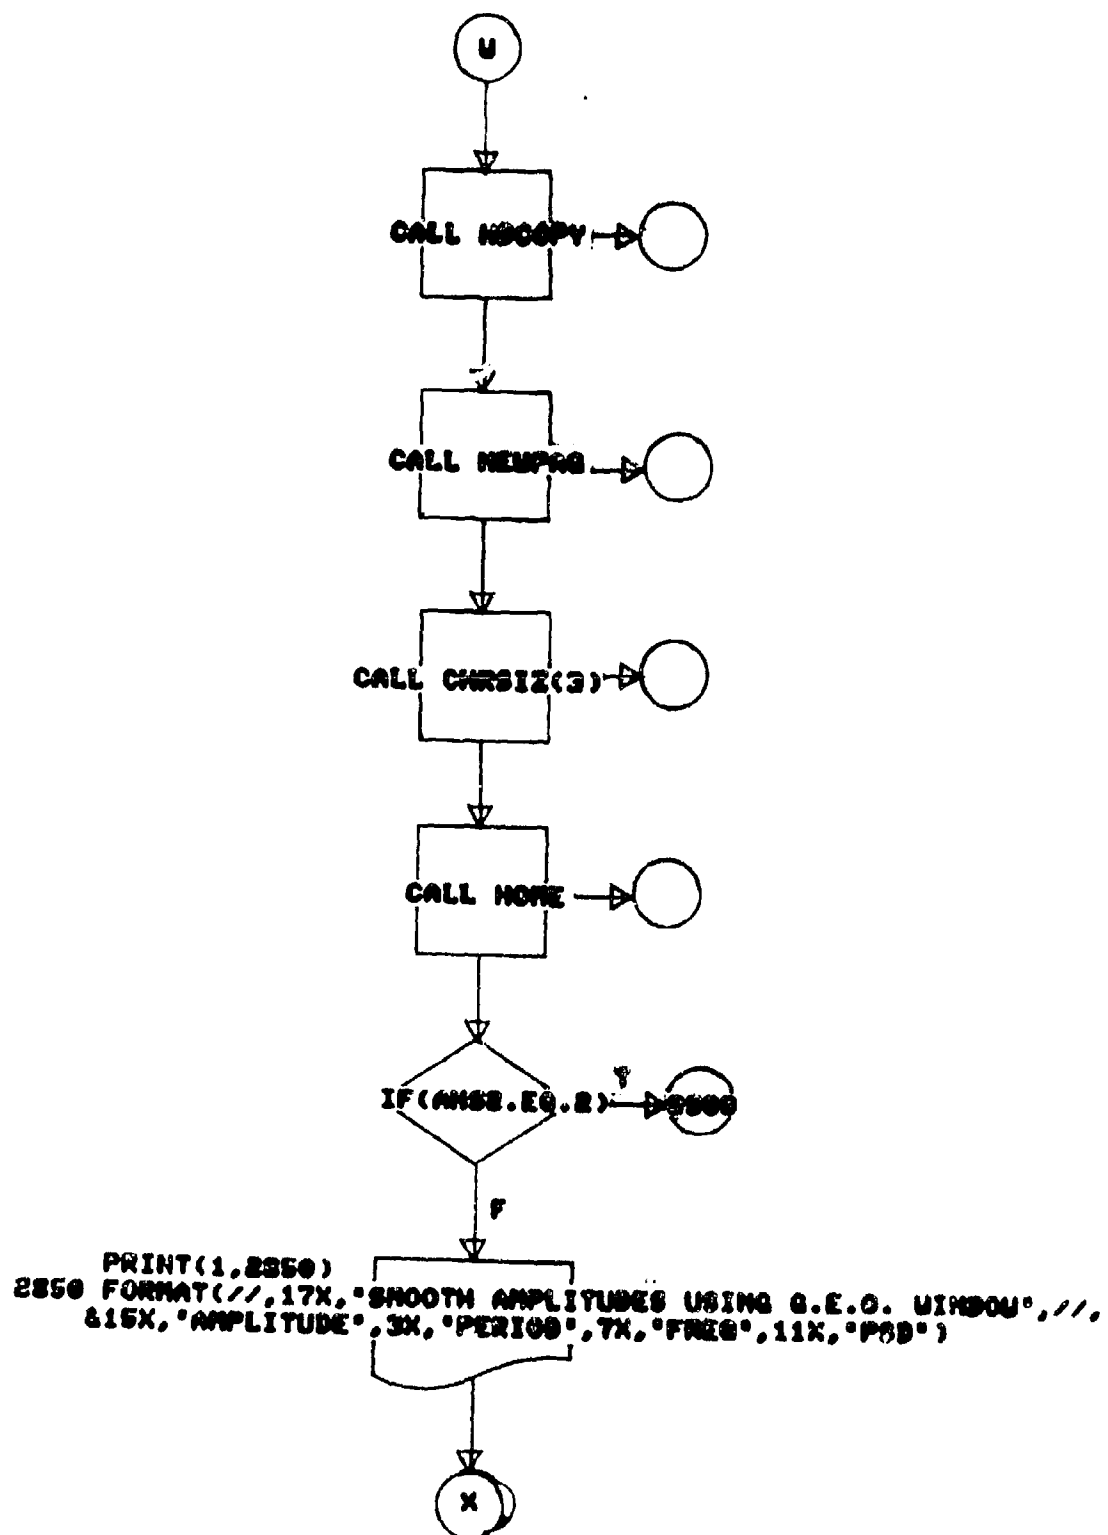 W
CALL HDCOPY
CALL NEWPAG
CALL CHRSIZ(3)
CALL HOME
IF(ANS2.EQ.2)
F
PRINT(1,2850)
2850 FORMAT(//,17X,"SMOOTH AMPLITUDES USING G.E.O. WINDOW",//,
&15X,"AMPLITUDE",3X,"PERIOD",7X,"FREQ",11X,"PSD")
X